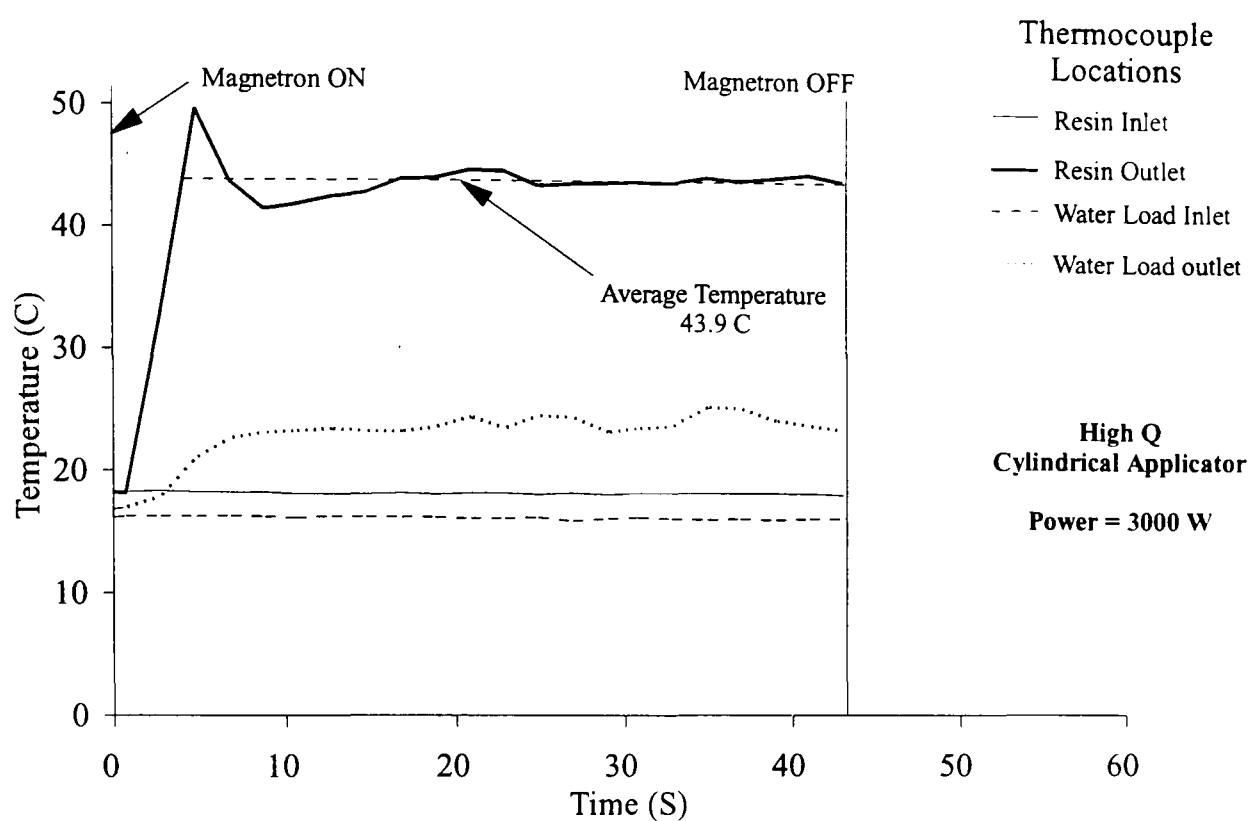 Thermocouple
Locations
Magnetron ON
Magnetron OFF
Resin Inlet
Resin Outlet
Water Load Inlet
Water Load outlet
50
40
30
20
10
0
Temperature (C)
Average Temperature
43.9 C
High Q
Cylindrical Applicator
Power = 3000 W
0 10 20 30 40 50 60
Time (S)